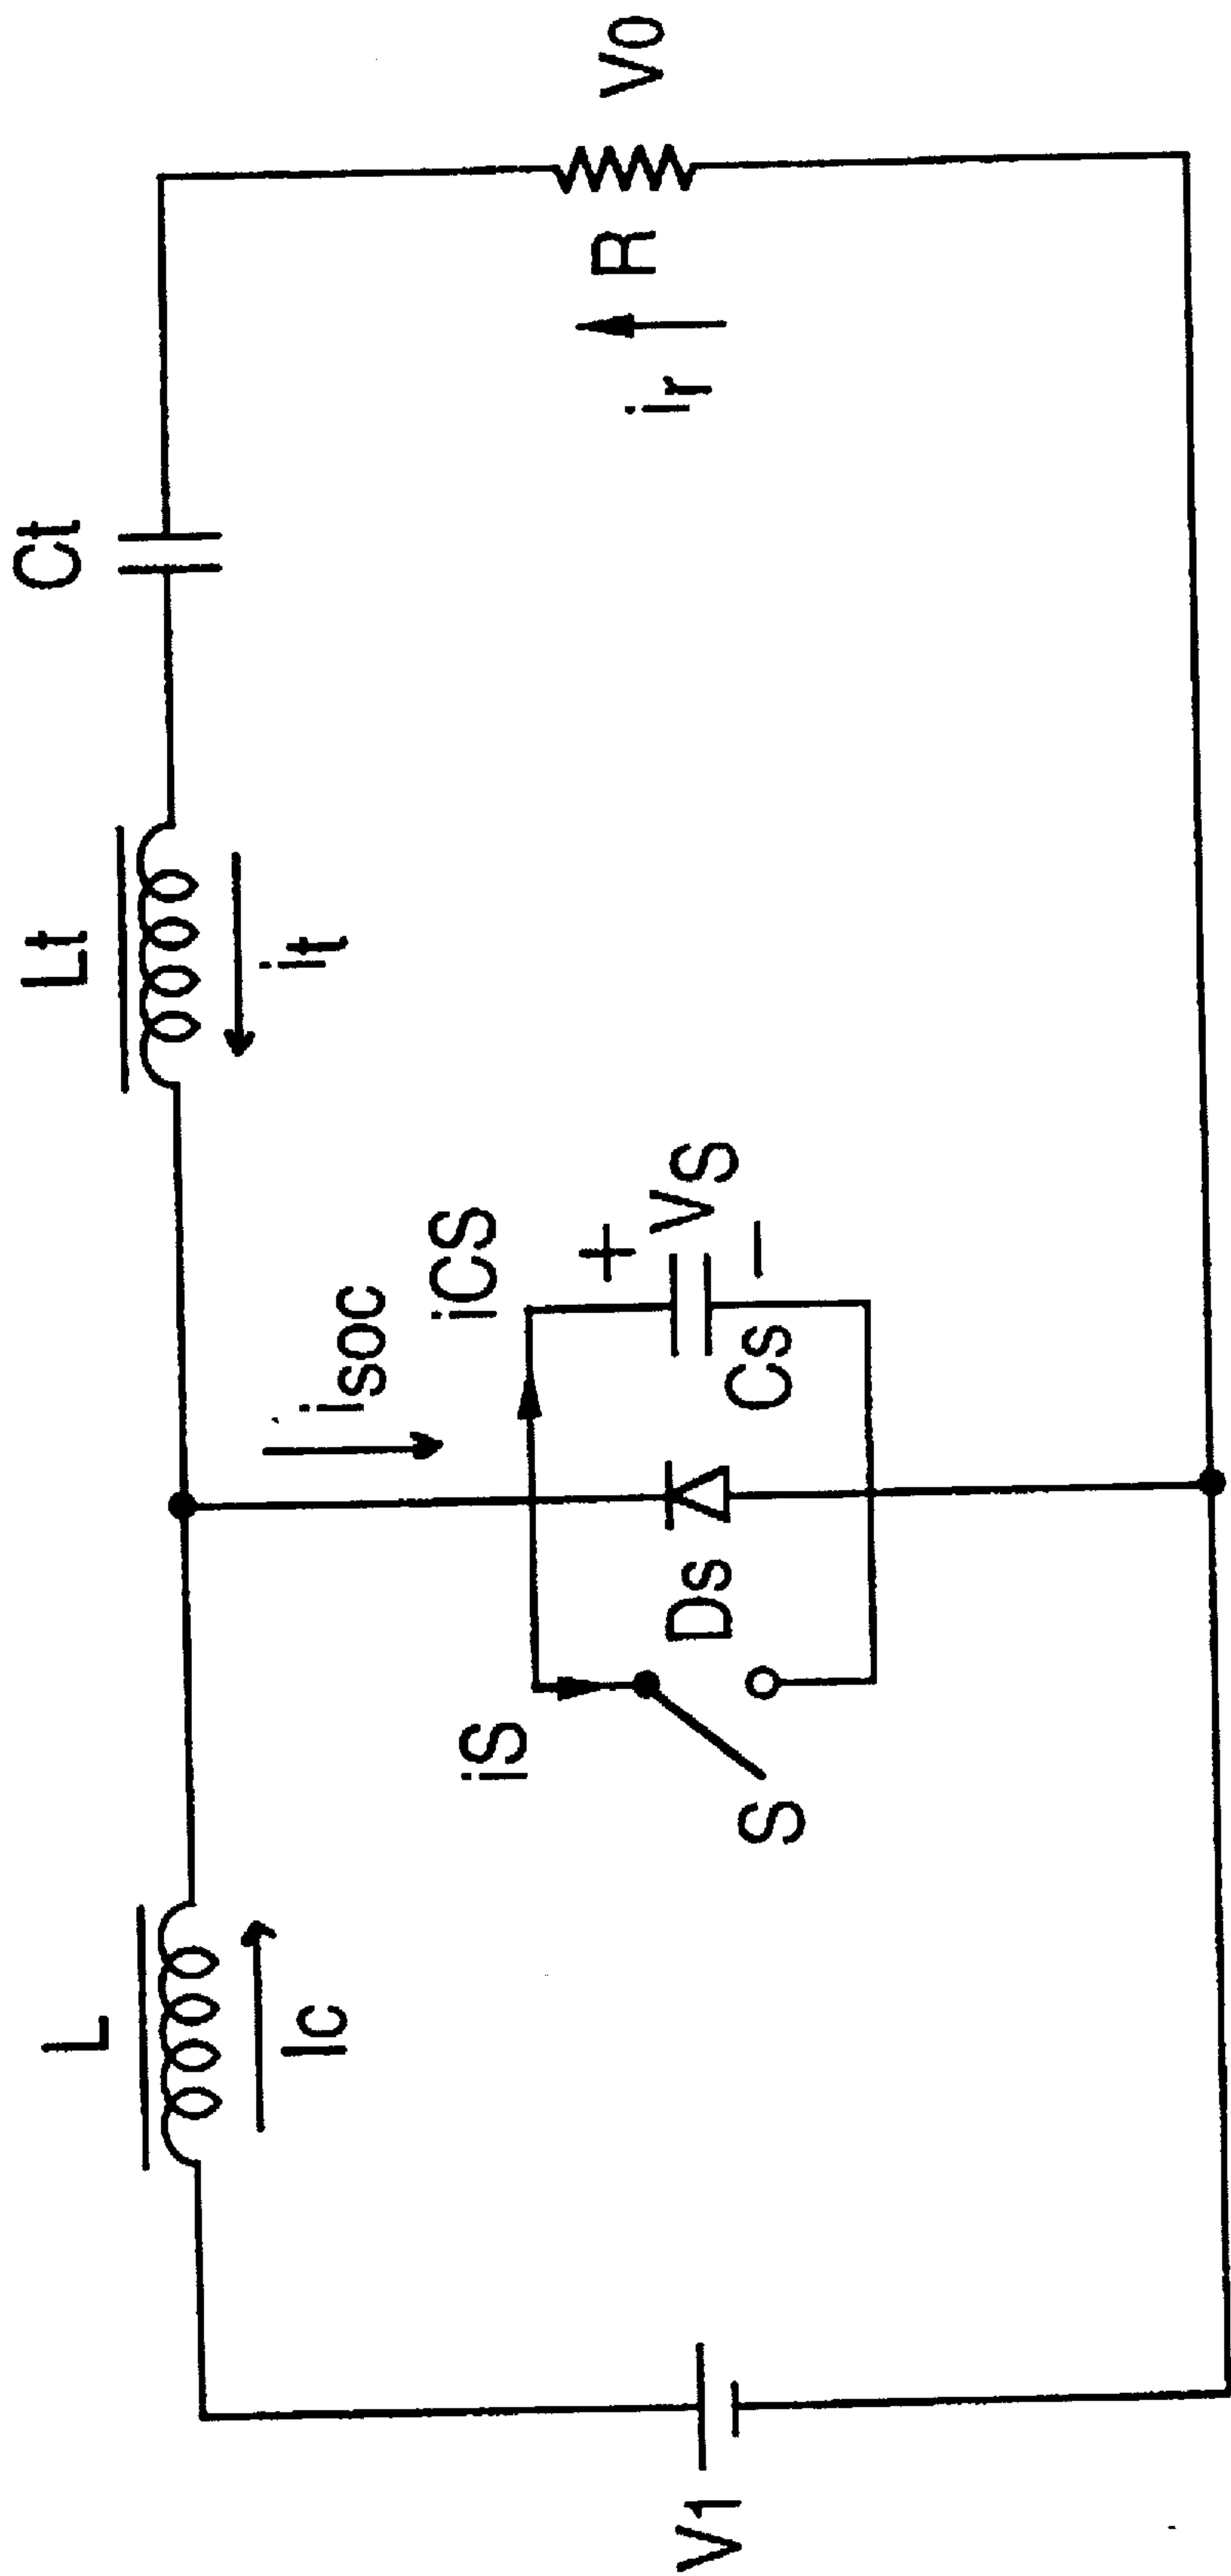 L
Ic
Lt
it
Ct
isoc
iS
S
Ds
iCS
Cs
+
Vs
-
V1
ir
R
Vo